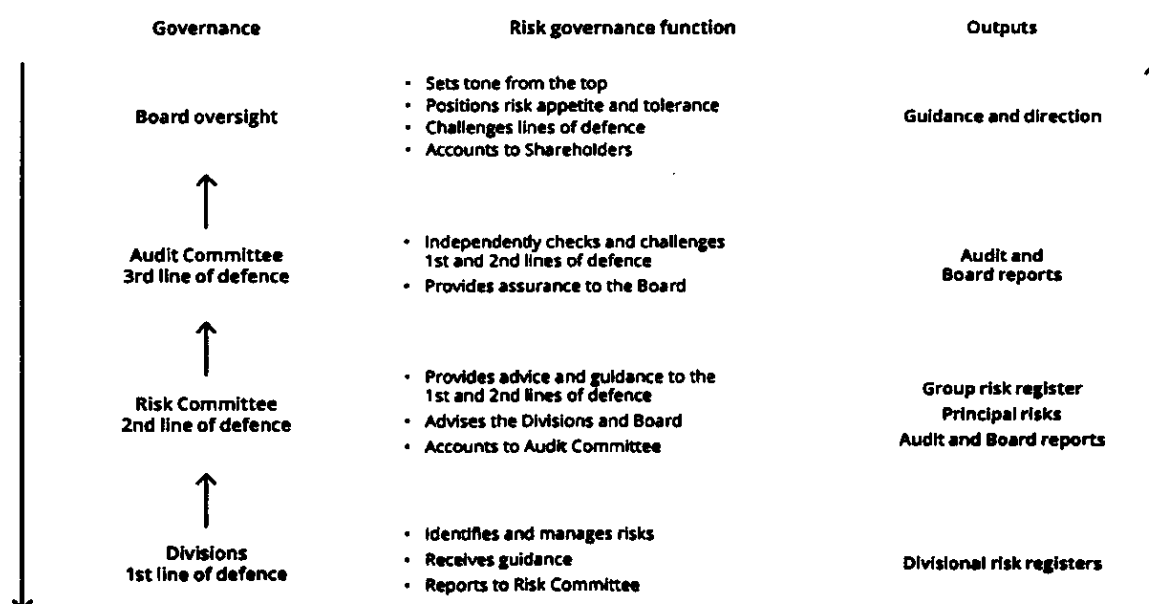 Governance
Risk governance function
Outputs
Board oversight
• Sets tone from the top
• Positions risk appetite and tolerance
• Challenges lines of defence
• Accounts to Shareholders
Guidance and direction
Audit Committee
3rd line of defence
• Independently checks and challenges
1st and 2nd lines of defence
• Provides assurance to the Board
Audit and
Board reports
Risk Committee
2nd line of defence
• Provides advice and guidance to the
1st and 2nd lines of defence
• Advises the Divisions and Board
• Accounts to Audit Committee
Group risk register
Principal risks
Audit and Board reports
Divisions
1st line of defence
• Identifies and manages risks
• Receives guidance
• Reports to Risk Committee
Divisional risk registers